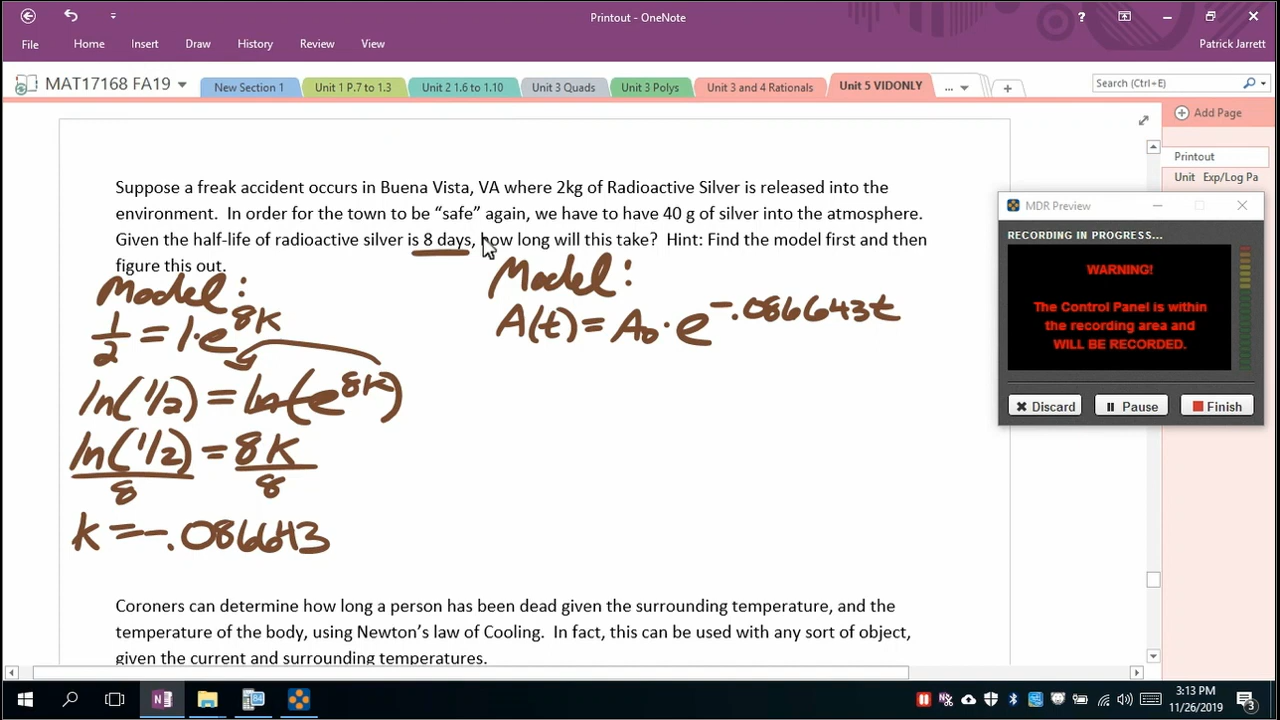 Printout - OneNote
File Home Insert Draw History Review View Patrick Jarrett
MAT17168 FA19 New Section 1 Unit 1 P.7 to 1.3 Unit 2 1.6 to 1.10 Unit 3 Quads Unit 3 Polys Unit 3 and 4 Rationals Unit 5 VIDONLY ... + Search (Ctrl+E)
Add Page
Printout
Unit Exp/Log Pa
Suppose a freak accident occurs in Buena Vista, VA where 2kg of Radioactive Silver is released into the
environment. In order for the town to be “safe” again, we have to have 40 g of silver into the atmosphere.
Given the half-life of radioactive silver is 8 days, how long will this take? Hint: Find the model first and then
figure this out.
Model:
1/2 = 1·e^8K
ln(1/2) = ln(e^8K)
ln(1/2)/8 = 8K/8
k = -.086643
Model:
A(t) = A₀·e^-.086643t
MDR Preview
RECORDING IN PROGRESS...
WARNING!
The Control Panel is within
the recording area and
WILL BE RECORDED.
Discard Pause Finish
Coroners can determine how long a person has been dead given the surrounding temperature, and the
temperature of the body, using Newton’s law of Cooling. In fact, this can be used with any sort of object,
given the current and surrounding temperatures.
3:13 PM
11/26/2019
3